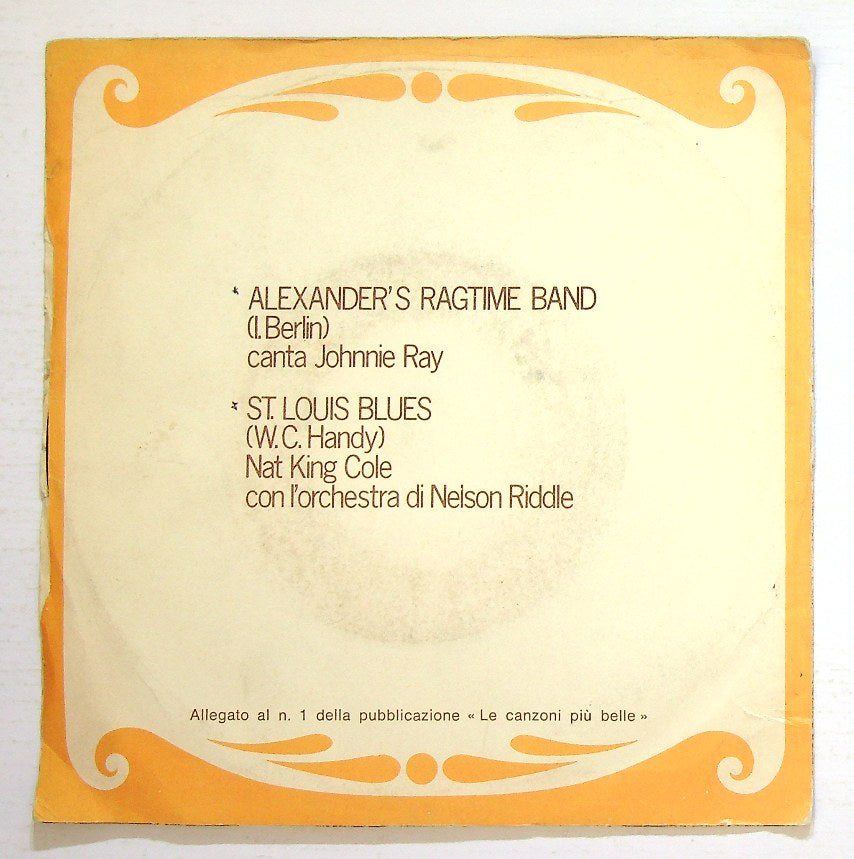 * ALEXANDER'S RAGTIME BAND
(I. Berlin)
canta Johnnie Ray
* ST. LOUIS BLUES
(W. C. Handy)
Nat King Cole
con l'orchestra di Nelson Riddle
Allegato al n. 1 della pubblicazione « Le canzoni più belle »